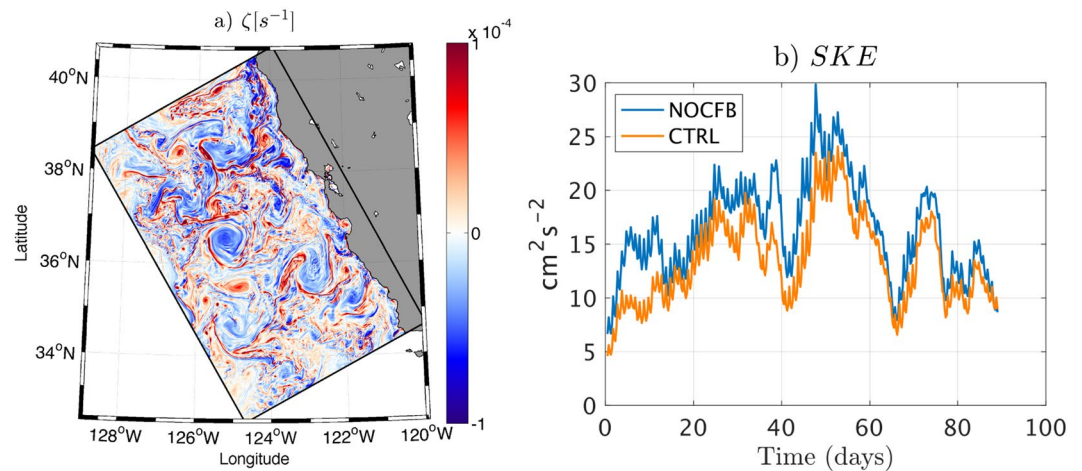 a) ζ[s⁻¹]
x 10⁻⁴
1
0
-1
40°N
38°N
36°N
34°N
Latitude
128°W 126°W 124°W 122°W 120°W
Longitude
b) SKE
NOCFB
CTRL
30
25
20
15
10
5
0
cm² s⁻²
0 20 40 60 80 100
Time (days)